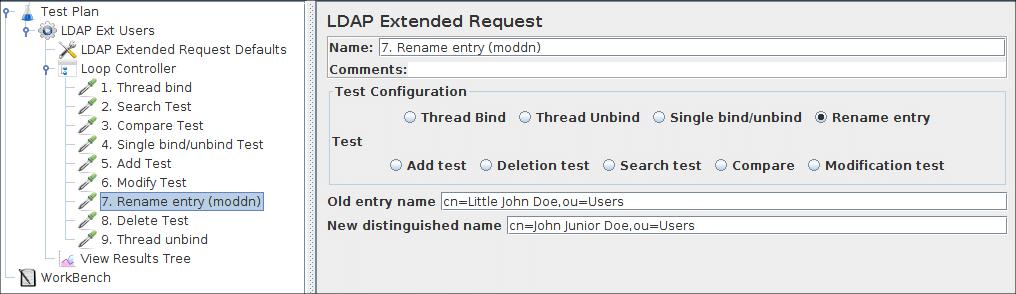 Test Plan
LDAP Ext Users
LDAP Extended Request Defaults
Loop Controller
1. Thread bind
2. Search Test
3. Compare Test
4. Single bind/unbind Test
5. Add Test
6. Modify Test
7. Rename entry (moddn)
8. Delete Test
9. Thread unbind
View Results Tree
WorkBench
LDAP Extended Request
Name: 7. Rename entry (moddn)
Comments:
Test Configuration
Thread Bind Thread Unbind Single bind/unbind Rename entry
Test
Add test Deletion test Search test Compare Modification test
Old entry name cn=Little John Doe,ou=Users
New distinguished name cn=John Junior Doe,ou=Users